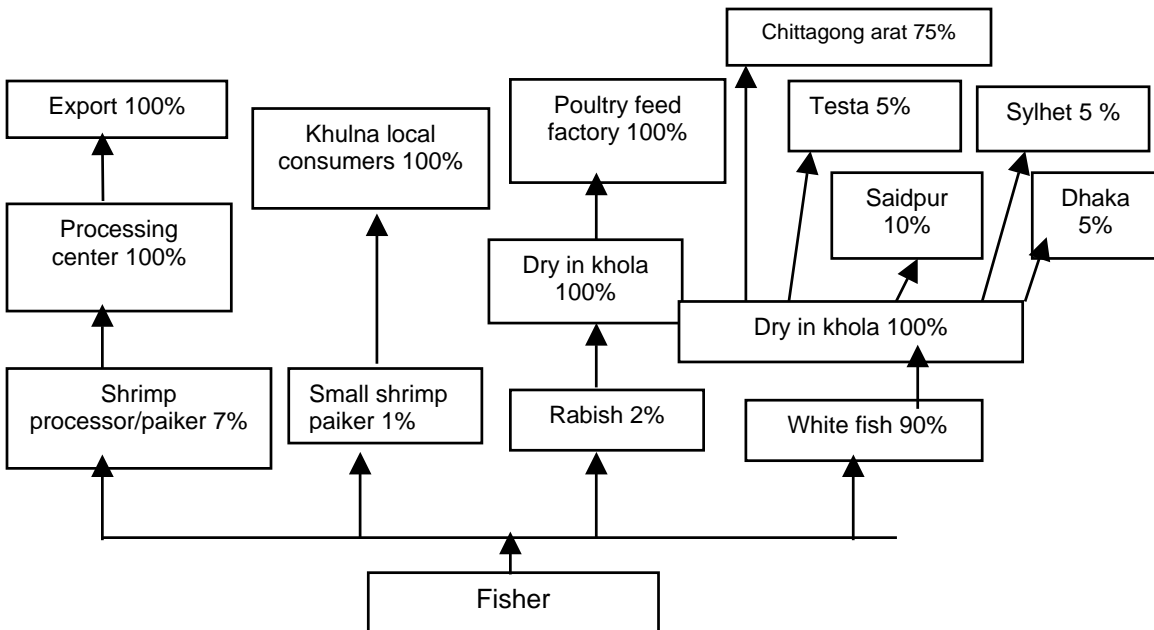 Chittagong arat 75%
Export 100%
Khulna local
consumers 100%
Poultry feed
factory 100%
Testa 5%
Sylhet 5 %
Processing
center 100%
Saidpur
10%
Dhaka
5%
Dry in khola
100%
Dry in khola 100%
Shrimp
processor/paiker 7%
Small shrimp
paiker 1%
Rabish 2%
White fish 90%
Fisher